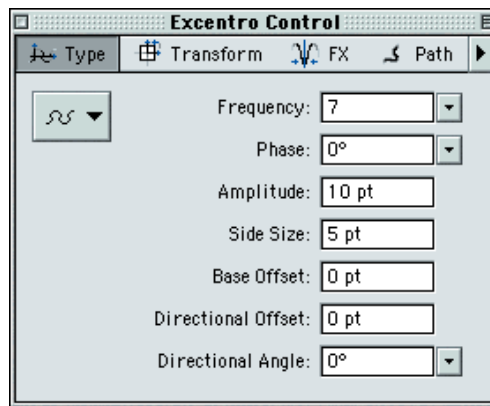 Excentro Control
Type Transform FX Path
Frequency: 7
Phase: 0°
Amplitude: 10 pt
Side Size: 5 pt
Base Offset: 0 pt
Directional Offset: 0 pt
Directional Angle: 0°